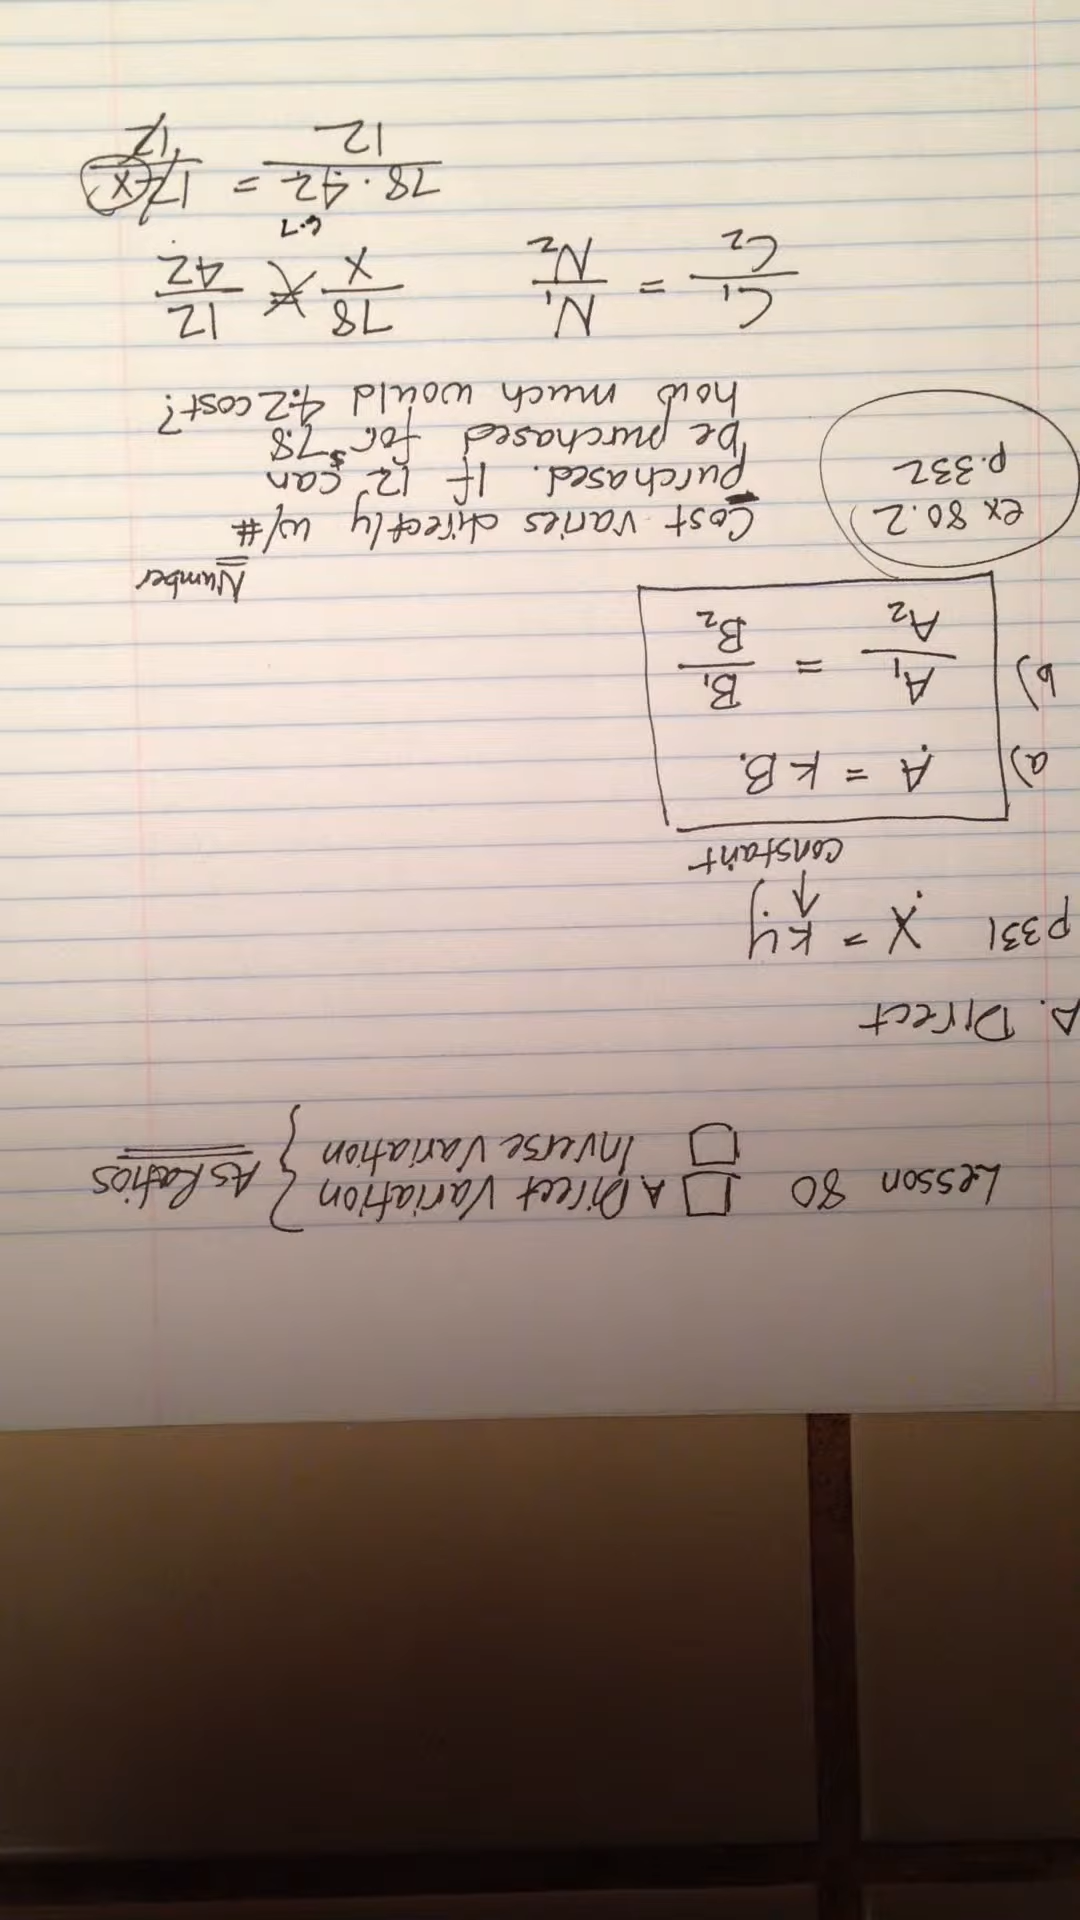 Lesson 80 A Direct Variation } As Ratios
Inverse Variation
A. Direct
p331 X = ky
↑
constant
a) A = kB
b) A₁/A₂ = B₁/B₂
Number
ex 80.2
p.332
Cost varies directly w/#
purchased. If 12 can
be purchased for $78
how much would 42 cost?
C₁/C₂ = N₁/N₂ 78/x = 12/42
78·42/12 = 12x/12